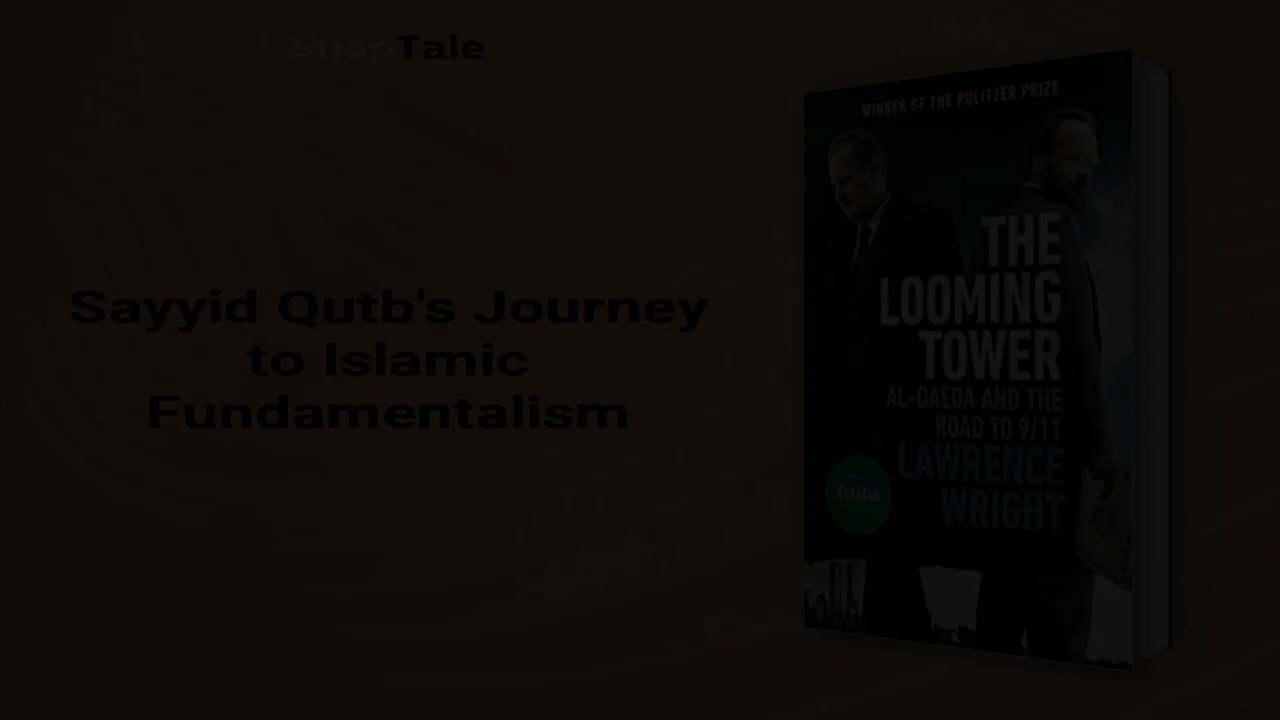 SnapTale
Sayyid Qutb's Journey
to Islamic
Fundamentalism
WINNER OF THE PULITZER PRIZE
THE
LOOMING
TOWER
AL-QAEDA AND THE
ROAD TO 9/11
LAWRENCE
WRIGHT
hulu